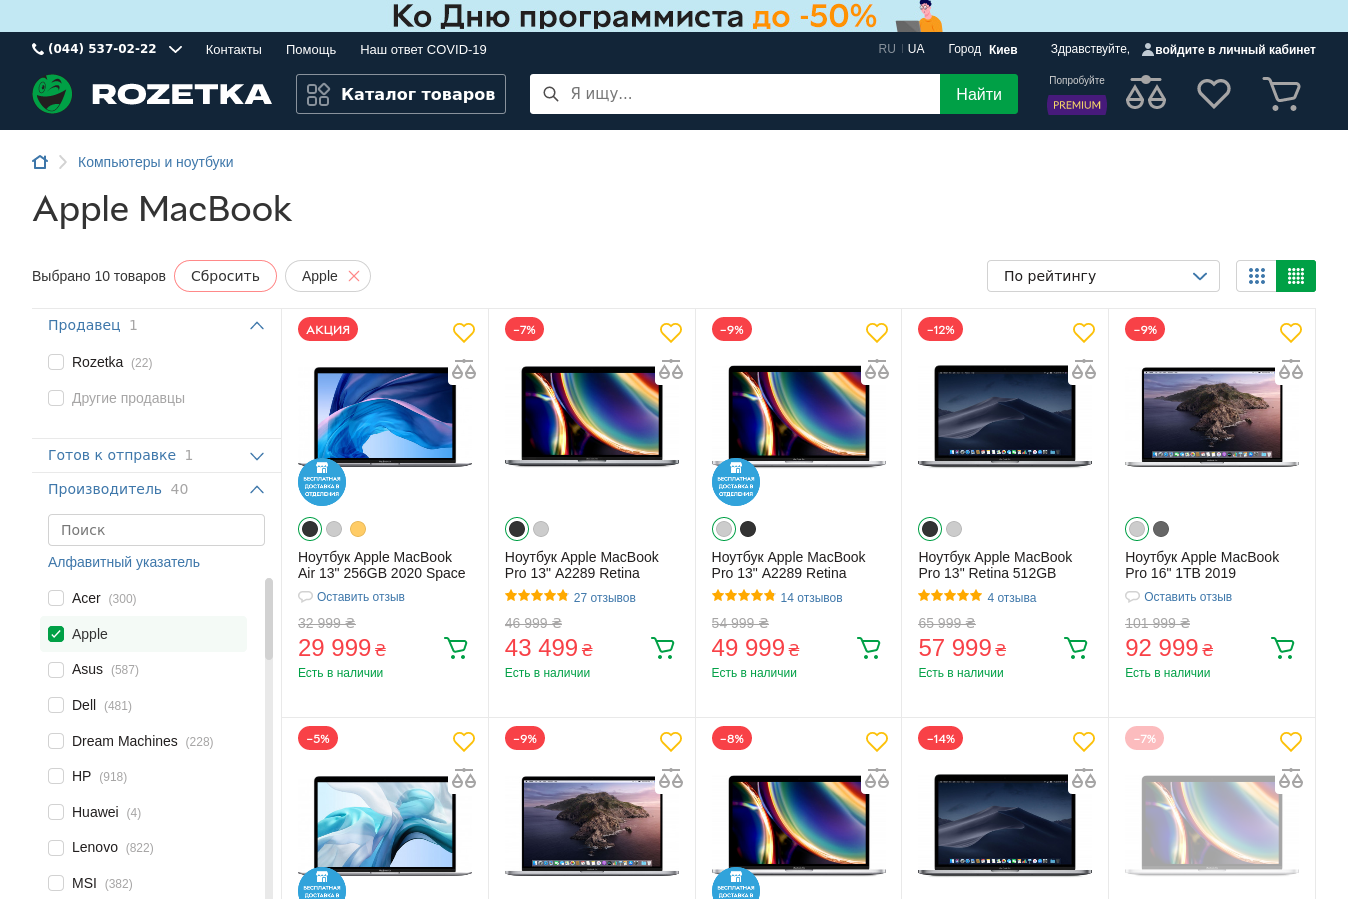 Ко Дню программиста до -50%
(044) 537-02-22 Контакты Помощь Наш ответ COVID-19 RU UA Город Киев Здравствуйте, войдите в личный кабинет
ROZETKA Каталог товаров Я ищу... Найти Попробуйте
PREMIUM
Компьютеры и ноутбуки
Apple MacBook
Выбрано 10 товаров Сбросить Apple По рейтингу
Продавец 1
Rozetka (22)
Другие продавцы
Готов к отправке 1
Производитель 40
Поиск
Алфавитный указатель
Acer (300)
Apple
Asus (587)
Dell (481)
Dream Machines (228)
HP (918)
Huawei (4)
Lenovo (822)
MSI (382)
АКЦИЯ
БЕСПЛАТНАЯ
ДОСТАВКА В
ОТДЕЛЕНИЯ
Ноутбук Apple MacBook
Air 13" 256GB 2020 Space
Оставить отзыв
32 999 ₴
29 999 ₴
Есть в наличии
-7%
Ноутбук Apple MacBook
Pro 13" A2289 Retina
27 отзывов
46 999 ₴
43 499 ₴
Есть в наличии
-9%
БЕСПЛАТНАЯ
ДОСТАВКА В
ОТДЕЛЕНИЯ
Ноутбук Apple MacBook
Pro 13" A2289 Retina
14 отзывов
54 999 ₴
49 999 ₴
Есть в наличии
-12%
Ноутбук Apple MacBook
Pro 13" Retina 512GB
4 отзыва
65 999 ₴
57 999 ₴
Есть в наличии
-9%
Ноутбук Apple MacBook
Pro 16" 1TB 2019
Оставить отзыв
101 999 ₴
92 999 ₴
Есть в наличии
-5%
БЕСПЛАТНАЯ
ДОСТАВКА В
-9%
-8%
БЕСПЛАТНАЯ
ДОСТАВКА В
-14%
-7%